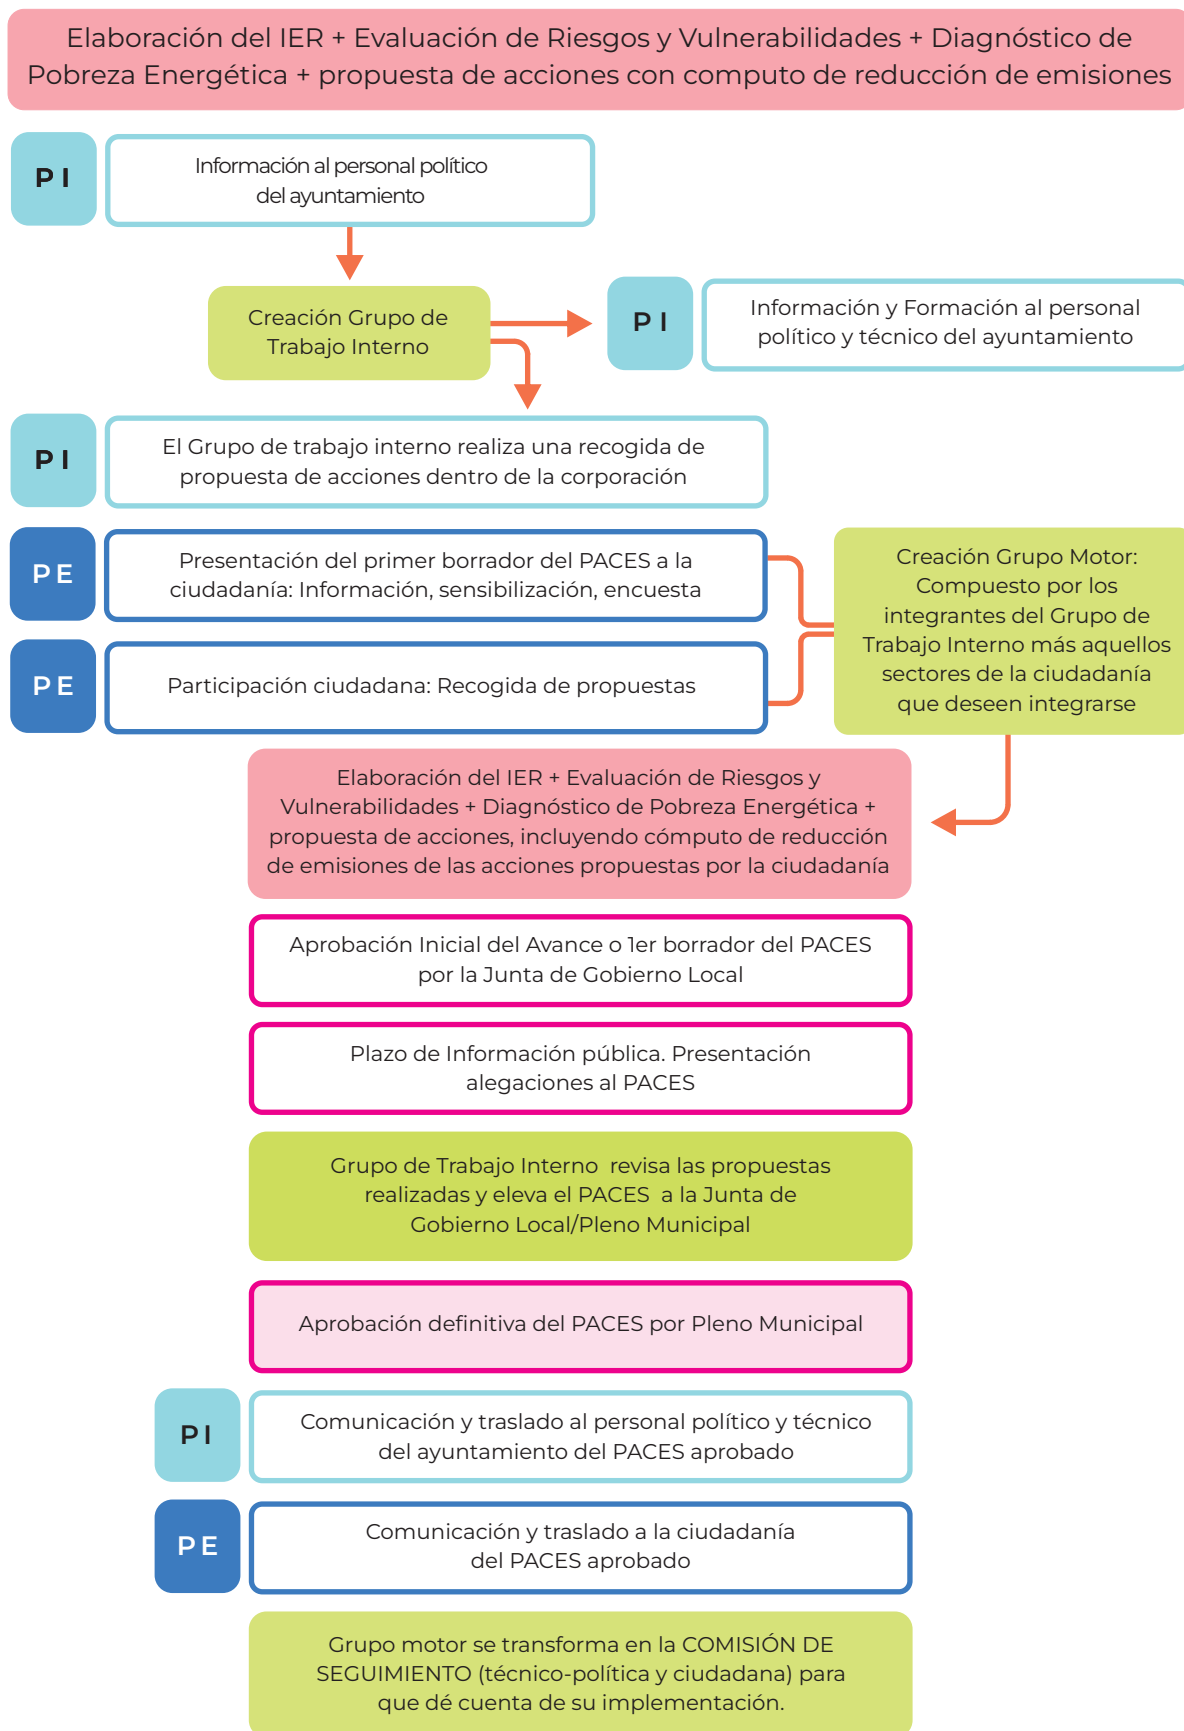 Elaboración del IER + Evaluación de Riesgos y Vulnerabilidades + Diagnóstico de
Pobreza Energética + propuesta de acciones con computo de reducción de emisiones
PI
Información al personal político
del ayuntamiento
Creación Grupo de
Trabajo Interno
PI
Información y Formación al personal
político y técnico del ayuntamiento
PI
El Grupo de trabajo interno realiza una recogida de
propuesta de acciones dentro de la corporación
PE
Presentación del primer borrador del PACES a la
ciudadanía: Información, sensibilización, encuesta
PE
Participación ciudadana: Recogida de propuestas
Creación Grupo Motor:
Compuesto por los
integrantes del Grupo de
Trabajo Interno más aquellos
sectores de la ciudadanía
que deseen integrarse
Elaboración del IER + Evaluación de Riesgos y
Vulnerabilidades + Diagnóstico de Pobreza Energética +
propuesta de acciones, incluyendo cómputo de reducción
de emisiones de las acciones propuestas por la ciudadanía
Aprobación Inicial del Avance o 1er borrador del PACES
por la Junta de Gobierno Local
Plazo de Información pública. Presentación
alegaciones al PACES
Grupo de Trabajo Interno revisa las propuestas
realizadas y eleva el PACES a la Junta de
Gobierno Local/Pleno Municipal
Aprobación definitiva del PACES por Pleno Municipal
PI
Comunicación y traslado al personal político y técnico
del ayuntamiento del PACES aprobado
PE
Comunicación y traslado a la ciudadanía
del PACES aprobado
Grupo motor se transforma en la COMISIÓN DE
SEGUIMIENTO (técnico-política y ciudadana) para
que dé cuenta de su implementación.